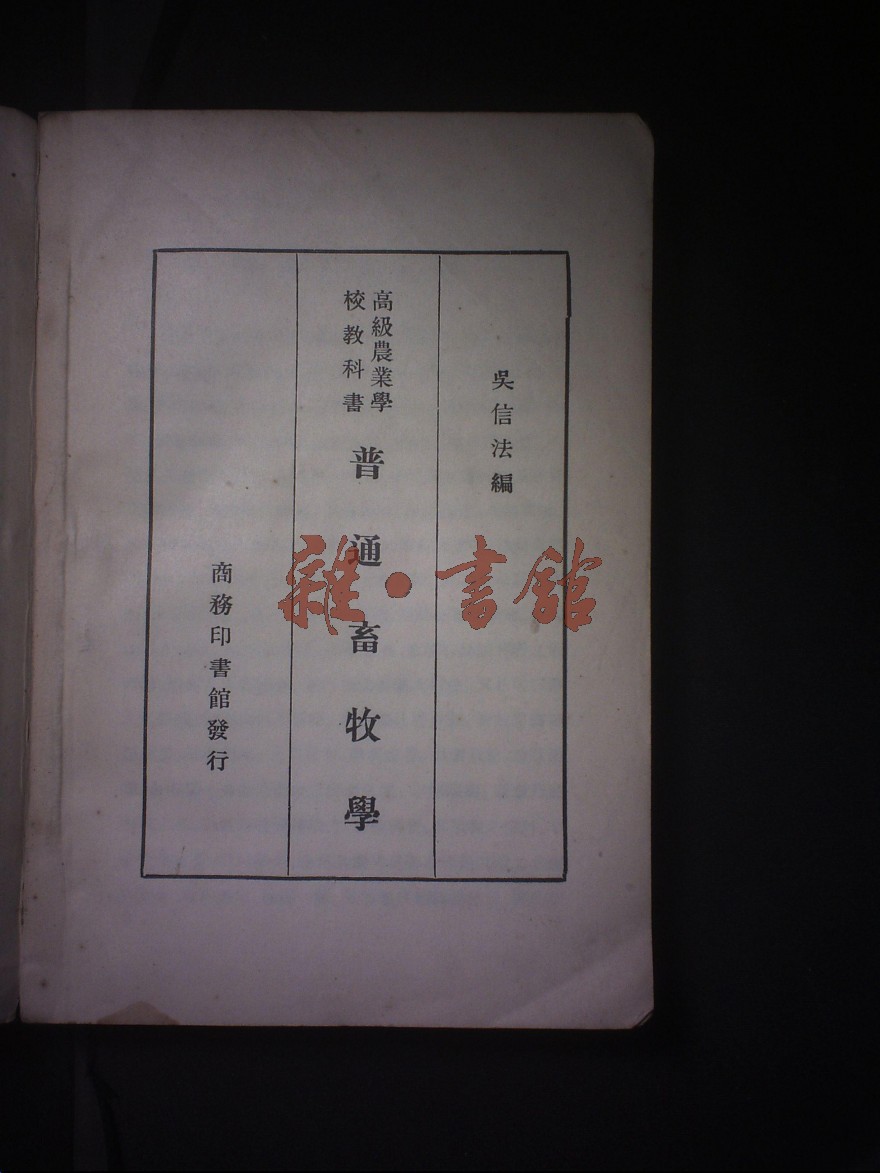 吳信法編
高級農業學
校教科書
普通畜牧學
商務印書館發行
雜·書館